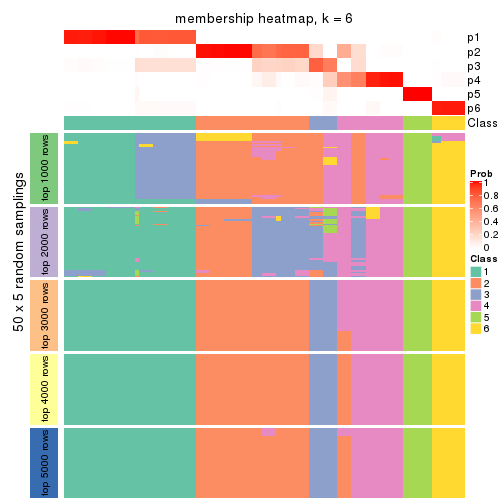 membership heatmap, k = 6
p1
p2
p3
p4
p5
p6
Class
50 x 5 random samplings
top 1000 rows
top 2000 rows
top 3000 rows
top 4000 rows
top 5000 rows
Prob
1
0.8
0.6
0.4
0.2
0
Class
1
2
3
4
5
6